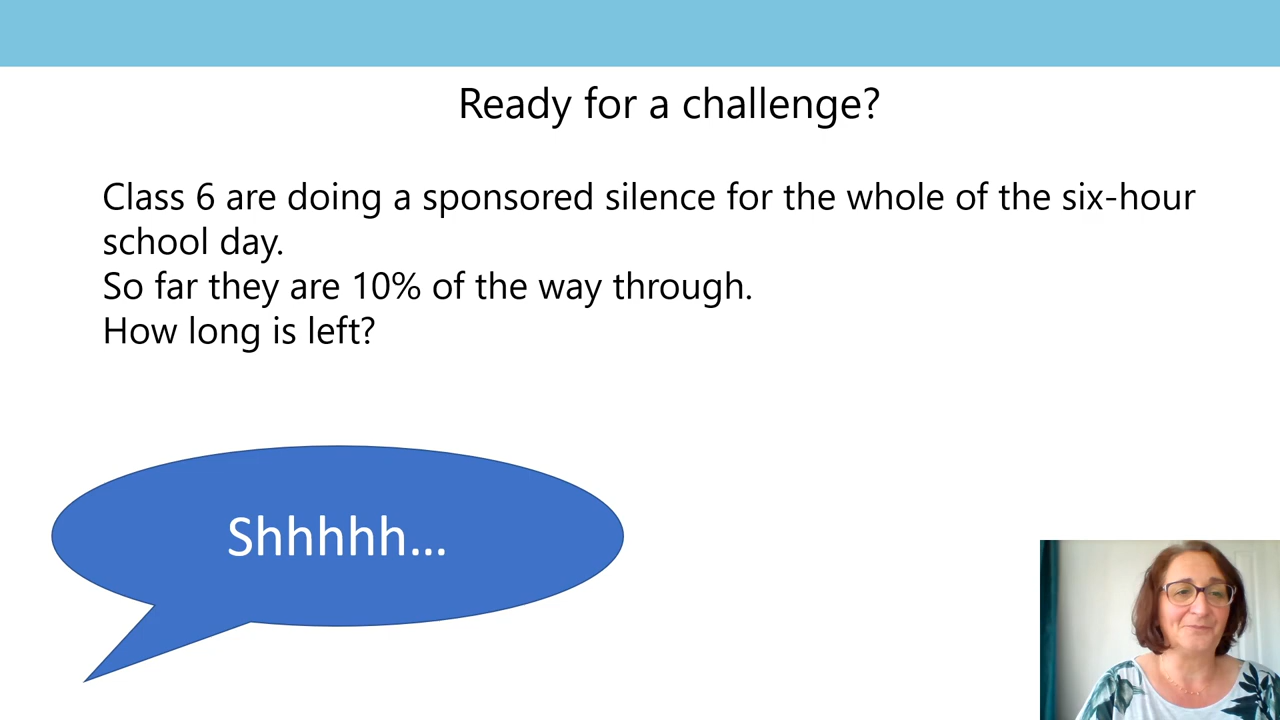 Ready for a challenge?
Class 6 are doing a sponsored silence for the whole of the six-hour
school day.
So far they are 10% of the way through.
How long is left?
Shhhhh...